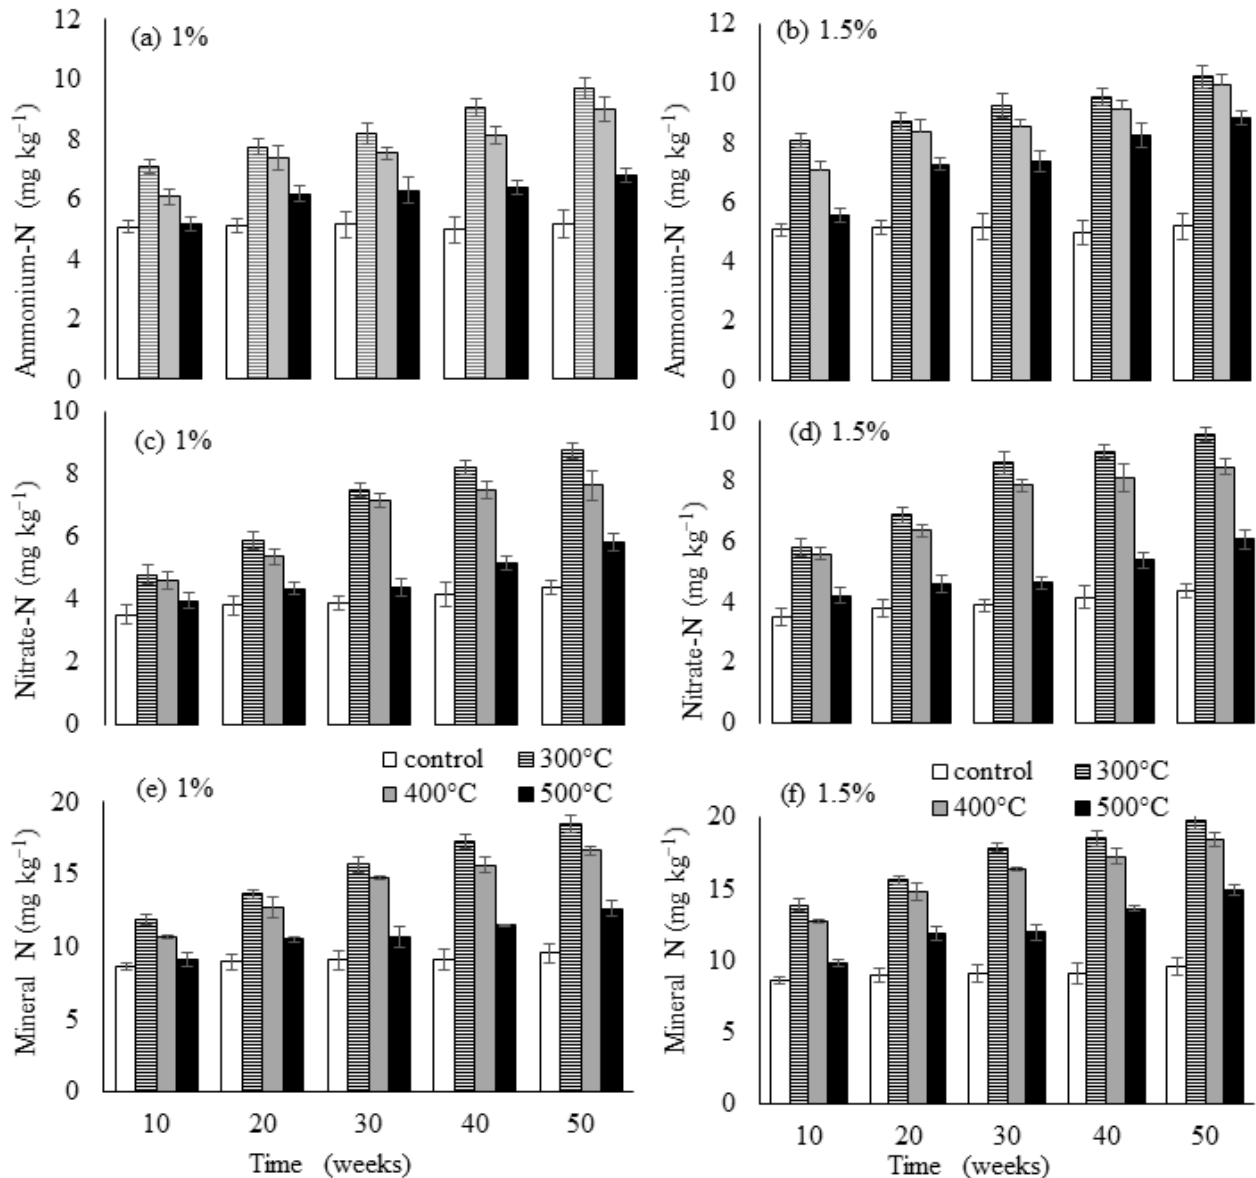 (a) 1%
Ammonium-N (mg kg⁻¹)
12
10
8
6
4
2
0
(b) 1.5%
Ammonium-N (mg kg⁻¹)
12
10
8
6
4
2
0
(c) 1%
Nitrate-N (mg kg⁻¹)
10
8
6
4
2
0
(d) 1.5%
Nitrate-N (mg kg⁻¹)
10
8
6
4
2
0
(e) 1%
control 300°C
400°C 500°C
Mineral N (mg kg⁻¹)
20
15
10
5
0
10 20 30 40 50
Time (weeks)
(f) 1.5%
control 300°C
400°C 500°C
Mineral N (mg kg⁻¹)
20
15
10
5
0
10 20 30 40 50
Time (weeks)